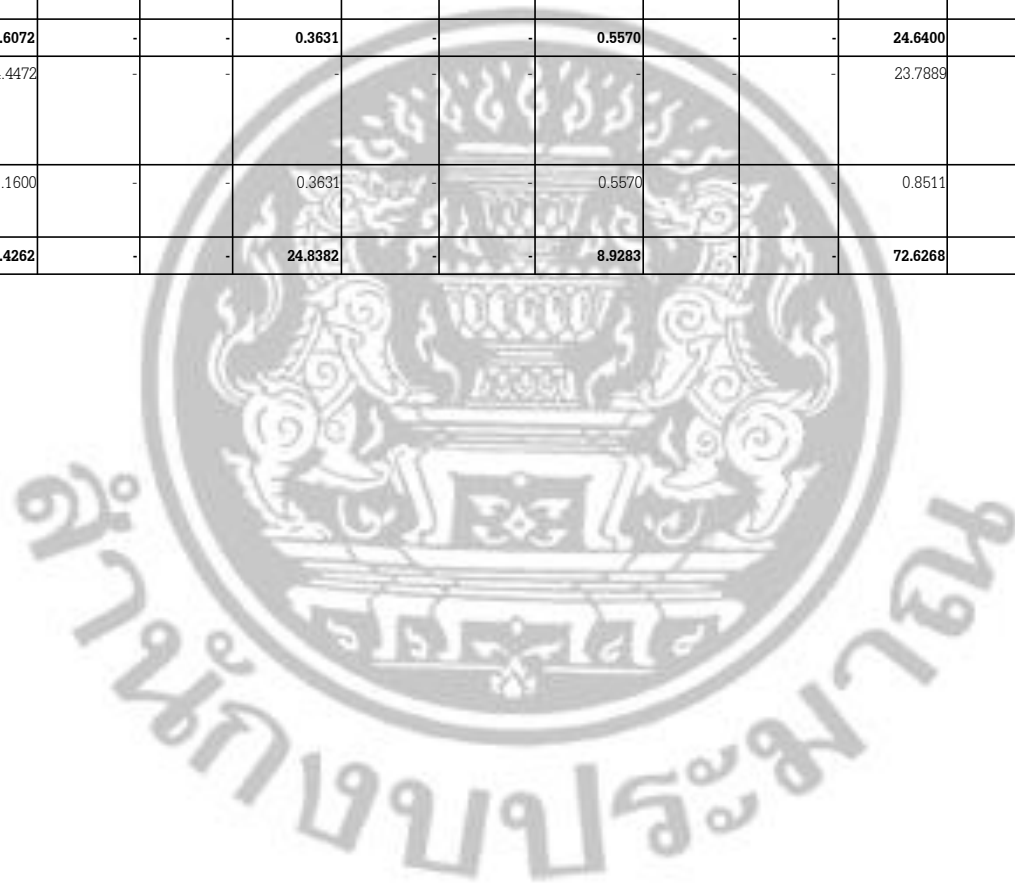 .6072 - - 0.3631 - - 0.5570 - - 24.6400
.4472 - - - - - - - - 23.7889
.1600 - - 0.3631 - - 0.5570 - - 0.8511
.4262 - - 24.8382 - - 8.9283 - - 72.6268
สำนักงบประมาณ